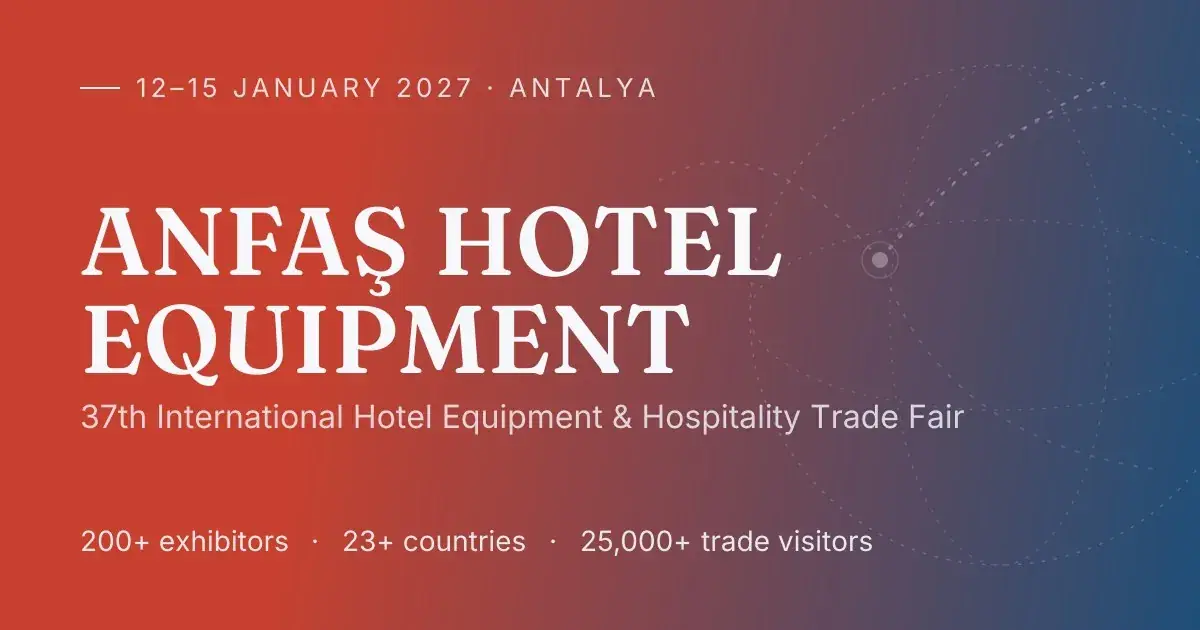 12–15 JANUARY 2027 · ANTALYA
ANFAŞ HOTEL
EQUIPMENT
37th International Hotel Equipment & Hospitality Trade Fair
200+ exhibitors · 23+ countries · 25,000+ trade visitors